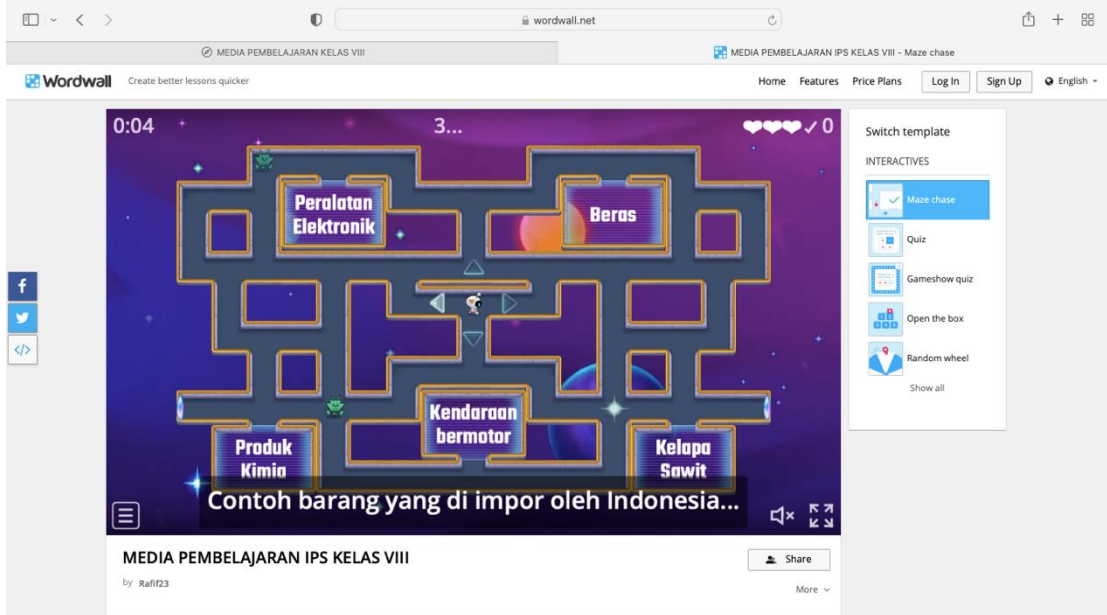 wordwall.net
MEDIA PEMBELAJARAN KELAS VIII
MEDIA PEMBELAJARAN IPS KELAS VIII - Maze chase
Wordwall
Create better lessons quicker
Home
Features
Price Plans
Log In
Sign Up
English
0:04
3...
0
Peralatan
Elektronik
Beras
Kendaraan
bermotor
Produk
Kimia
Kelapa
Sawit
Contoh barang yang di impor oleh Indonesia...
Switch template
INTERACTIVES
Maze chase
Quiz
Gameshow quiz
Open the box
Random wheel
Show all
MEDIA PEMBELAJARAN IPS KELAS VIII
by Rafif23
Share
More